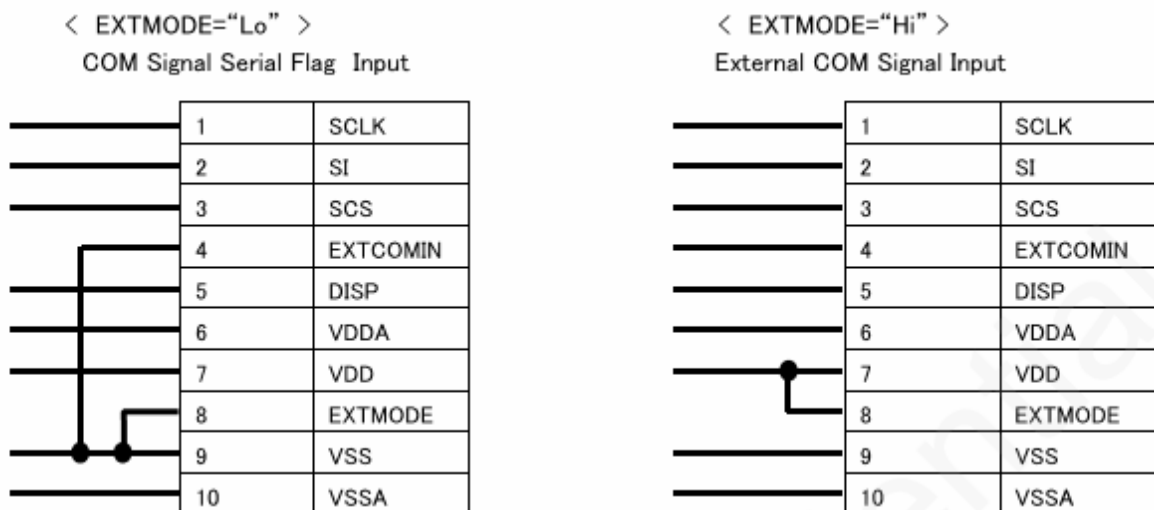 < EXTMODE="Lo" >
COM Signal Serial Flag Input
1 SCLK
2 SI
3 SCS
4 EXTCOMIN
5 DISP
6 VDDA
7 VDD
8 EXTMODE
9 VSS
10 VSSA
< EXTMODE="Hi" >
External COM Signal Input
1 SCLK
2 SI
3 SCS
4 EXTCOMIN
5 DISP
6 VDDA
7 VDD
8 EXTMODE
9 VSS
10 VSSA